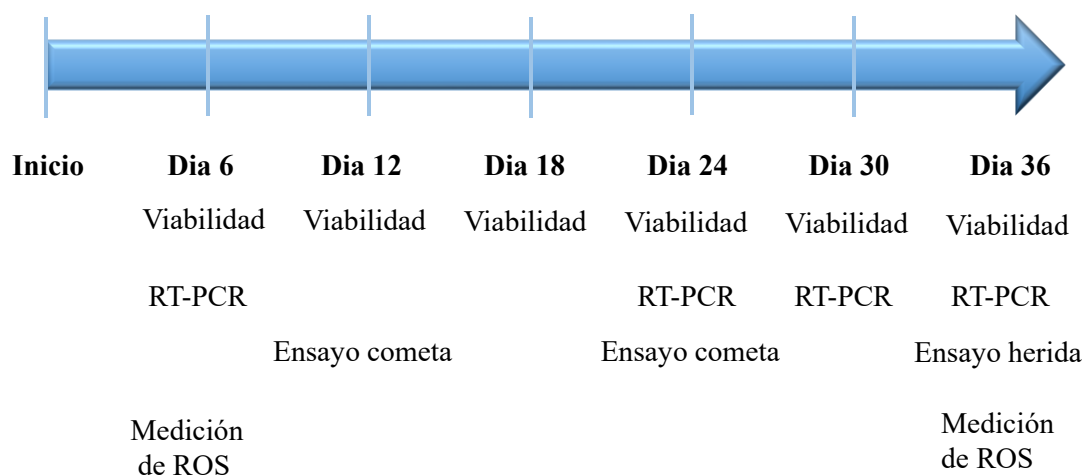 Inicio Dia 6 Dia 12 Dia 18 Dia 24 Dia 30 Dia 36
Viabilidad Viabilidad Viabilidad Viabilidad Viabilidad Viabilidad
RT-PCR RT-PCR RT-PCR RT-PCR
Ensayo cometa Ensayo cometa Ensayo herida
Medición Medición
de ROS de ROS